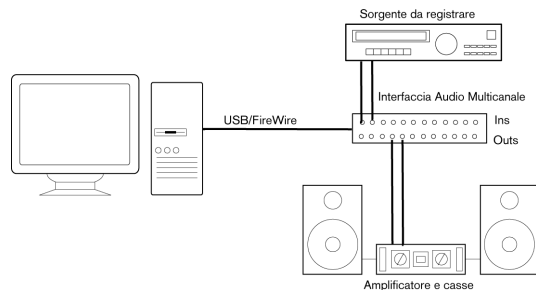 Sorgente da registrare
Interfaccia Audio Multicanale
USB/FireWire
Ins
Outs
Amplificatore e casse